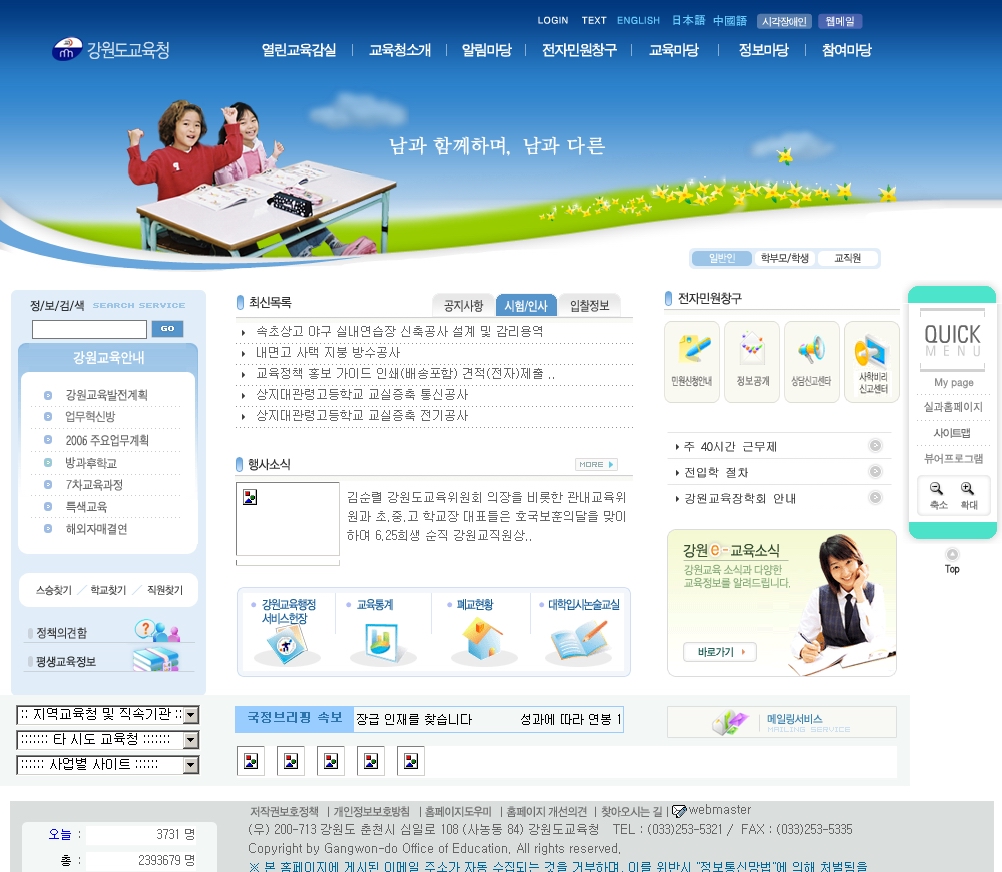 LOGIN TEXT ENGLISH 日本語 中國語 시각장애인 웹메일
강원도교육청
열린교육감실 교육청소개 알림마당 전자민원창구 교육마당 정보마당 참여마당
남과 함께하며, 남과 다른
일반인 학부모/학생 교직원
정/보/검/색 SEARCH SERVICE
GO
강원교육안내
강원교육발전계획
업무혁신방
2006 주요업무계획
방과후학교
7차교육과정
특색교육
해외자매결연
스승찾기 학교찾기 직원찾기
정책의견함
평생교육정보
:: 지역교육청 및 직속기관 ::
:::::: 타 시도 교육청 ::::::
:::::: 사업별 사이트 ::::::
최신목록 공지사항 시험/인사 입찰정보
속초상고 야구 실내연습장 신축공사 설계 및 감리용역
내면고 사택 지붕 방수공사
교육정책 홍보 가이드 인쇄(배송포함) 견적(전자)제출 ..
상지대관령고등학교 교실증축 통신공사
상지대관령고등학교 교실증축 전기공사
행사소식 MORE
김순렬 강원도교육위원회 의장을 비롯한 관내교육위
원과 초,중,고 학교장 대표들은 호국보훈의달을 맞이
하여 6,25희생 순직 강원교직원상..
강원교육행정
서비스헌장
교육통계
폐교현황
대학입시논술교실
국정브리핑 속보 장급 인재를 찾습니다 성과에 따라 연봉 1
전자민원창구
민원신청안내
정보공개
상담신고센타
사학비리
신고센터
주 40시간 근무제
전입학 절차
강원교육장학회 안내
강원 e-교육소식
강원교육 소식과 다양한
교육정보를 알려드립니다.
바로가기
메일링서비스
MAILING SERVICE
QUICK
MENU
My page
실과홈페이지
사이트맵
뷰어프로그램
축소 확대
Top
오늘 : 3731 명
총 : 2393679 명
저작권보호정책 | 개인정보보호방침 | 홈페이지도우미 | 홈페이지 개선의견 | 찾아오시는 길 | webmaster
(우) 200-713 강원도 춘천시 십일로 108 (사농동 84) 강원도교육청 TEL : (033)253-5321 / FAX : (033)253-5335
Copyright by Gangwon-do Office of Education, All rights reserved.
※ 본 홈페이지에 게시된 이메일 주소가 자동 수집되는 것을 거부하며, 이를 위반시 "정보통신망법"에 의해 처벌됨을